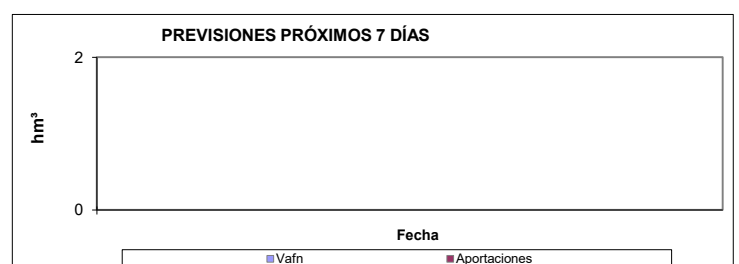 PREVISIONES PRÓXIMOS 7 DÍAS
2
hm³
0
Fecha
Vafn Aportaciones